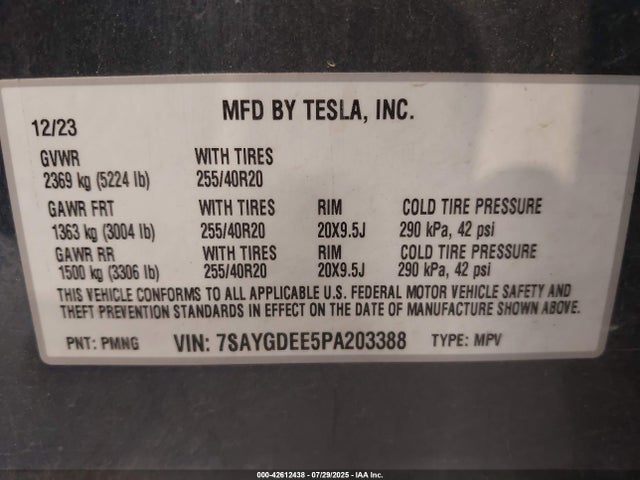 MFD BY TESLA, INC.
12/23
GVWR WITH TIRES
2369 kg (5224 lb) 255/40R20
GAWR FRT WITH TIRES RIM COLD TIRE PRESSURE
1363 kg (3004 lb) 255/40R20 20X9.5J 290 kPa, 42 psi
GAWR RR WITH TIRES RIM COLD TIRE PRESSURE
1500 kg (3306 lb) 255/40R20 20X9.5J 290 kPa, 42 psi
THIS VEHICLE CONFORMS TO ALL APPLICABLE U.S. FEDERAL MOTOR VEHICLE SAFETY AND
THEFT PREVENTION STANDARDS IN EFFECT ON THE DATE OF MANUFACTURE SHOWN ABOVE.
PNT: PMNG VIN: 7SAYGDEE5PA203388 TYPE: MPV
000-42612438 - 07/29/2025 - IAA Inc.